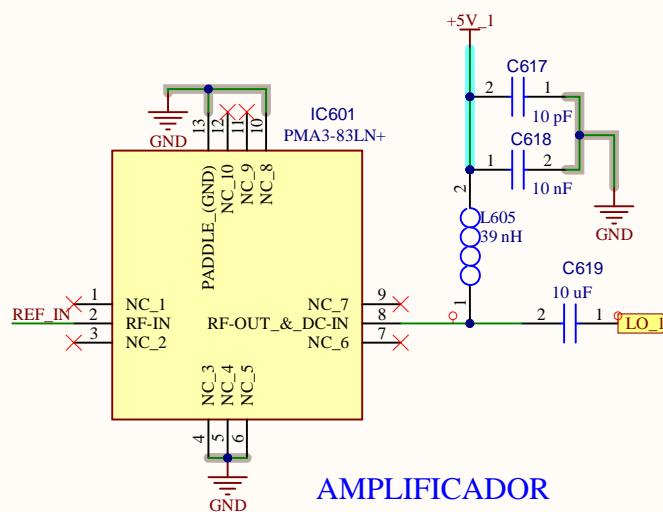 +5V_1
C617
2
1
10 pF
C618
1
2
10 nF
GND
IC601
PMA3-83LN+
GND
13
12
11
10
PADDLE_(GND)
NC_10
NC_9
NC_8
2
L605
39 nH
1
GND
1
NC_1
NC_7
9
REF_IN
2
RF-IN
RF-OUT_&_DC-IN
8
3
NC_2
NC_6
7
C619
10 uF
2
1
LO_1
NC_3
NC_4
NC_5
4
5
6
GND
AMPLIFICADOR